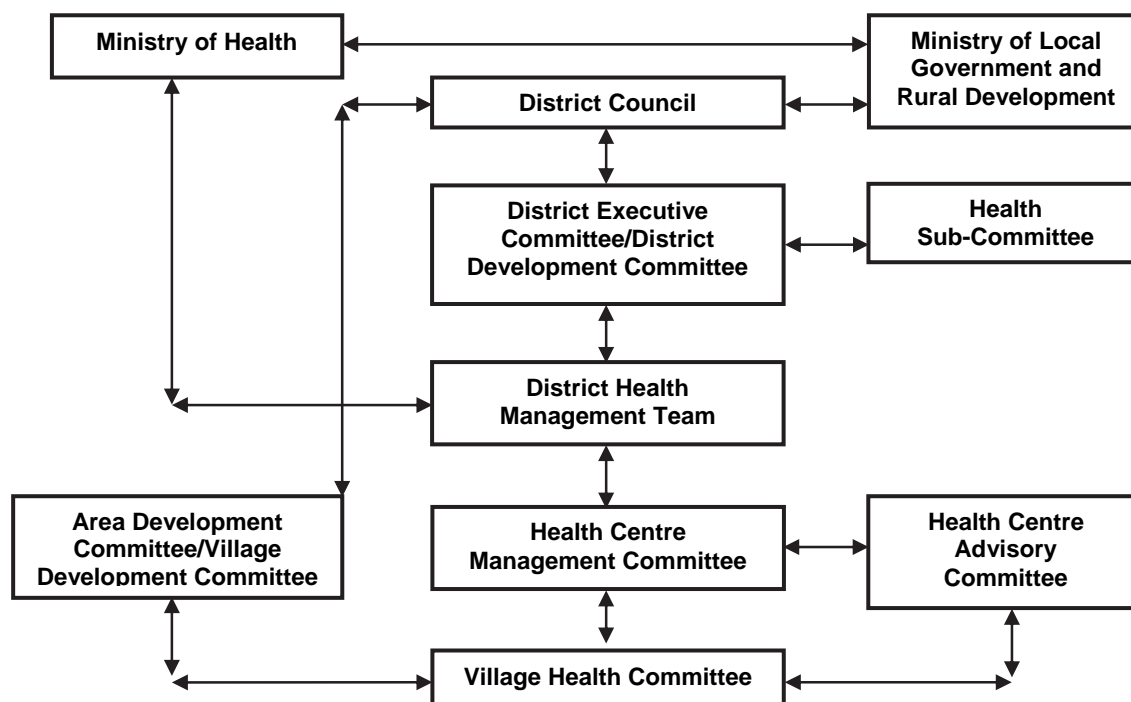 Ministry of Health
Ministry of Local
Government and
Rural Development
District Council
District Executive
Committee/District
Development Committee
Health
Sub-Committee
District Health
Management Team
Area Development
Committee/Village
Development Committee
Health Centre
Management Committee
Health Centre
Advisory
Committee
Village Health Committee